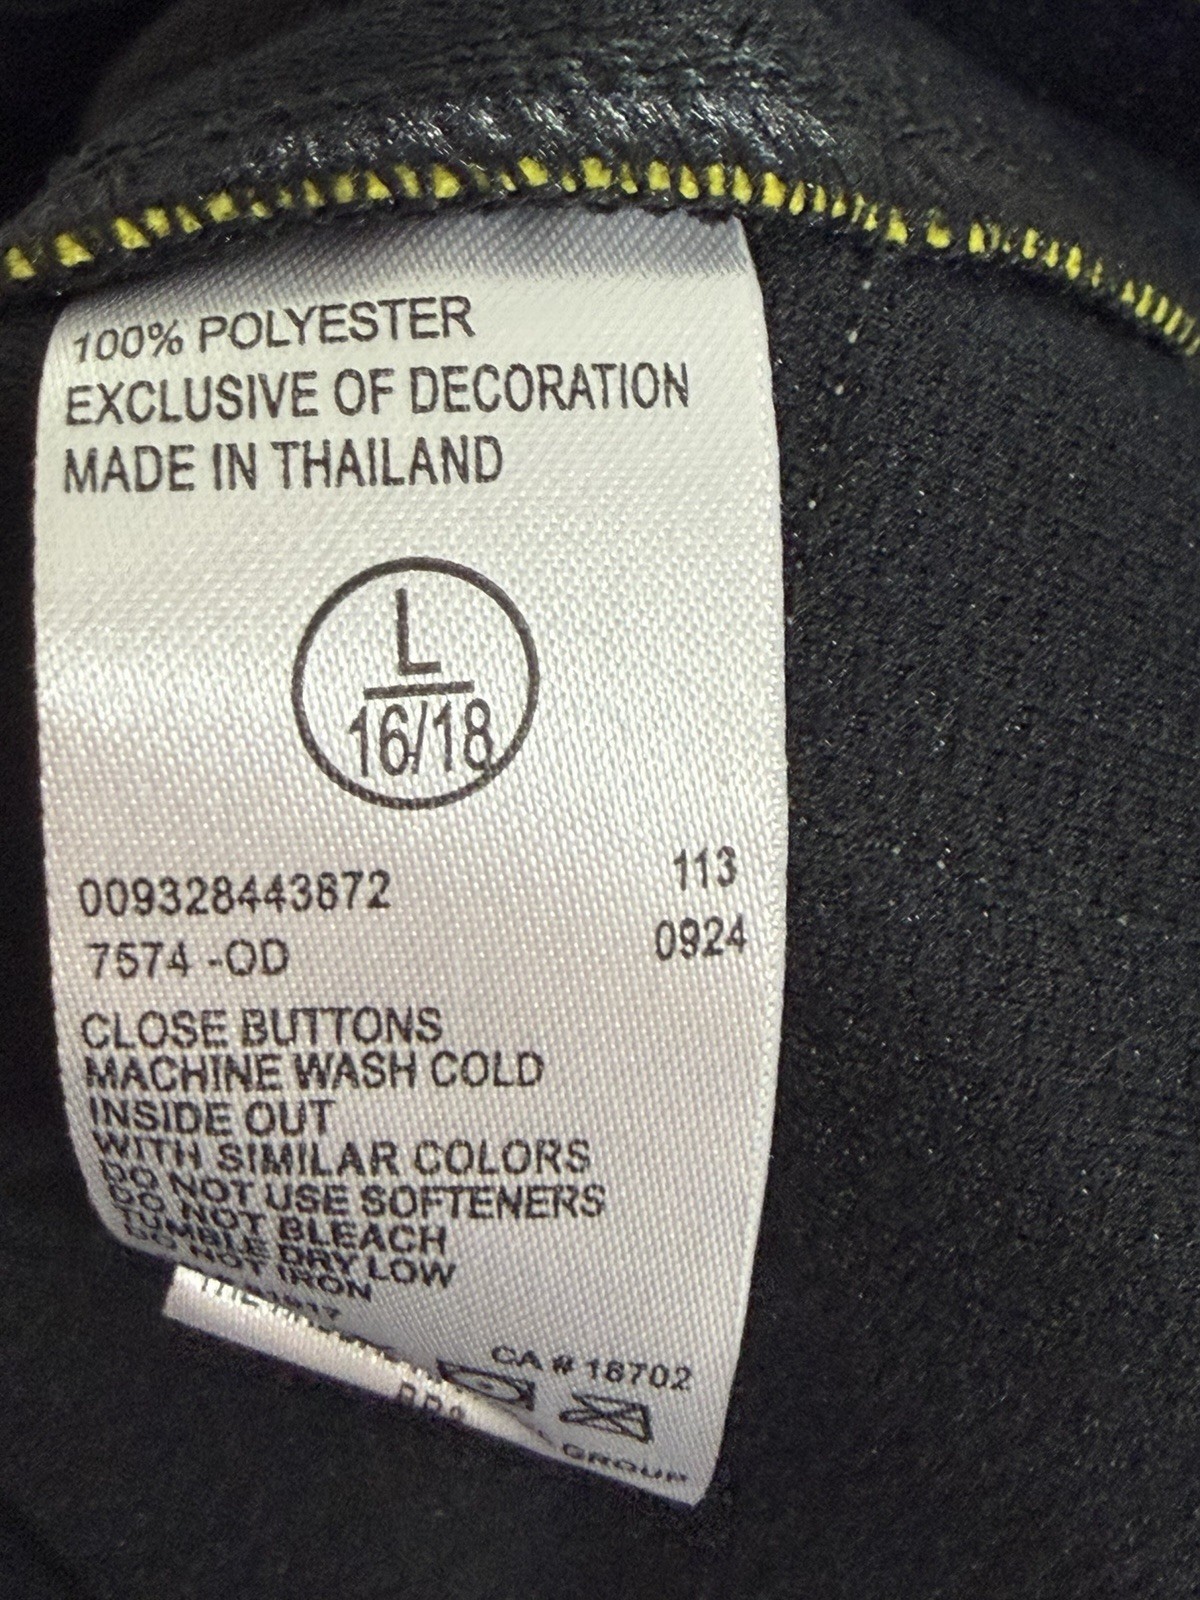 100% POLYESTER
EXCLUSIVE OF DECORATION
MADE IN THAILAND
L
16/18
009328443872 113
7574 -OD 0924
CLOSE BUTTONS
MACHINE WASH COLD
INSIDE OUT
WITH SIMILAR COLORS
DO NOT USE SOFTENERS
DO NOT BLEACH
TUMBLE DRY LOW
DO NOT IRON
CA # 18702
GROUP